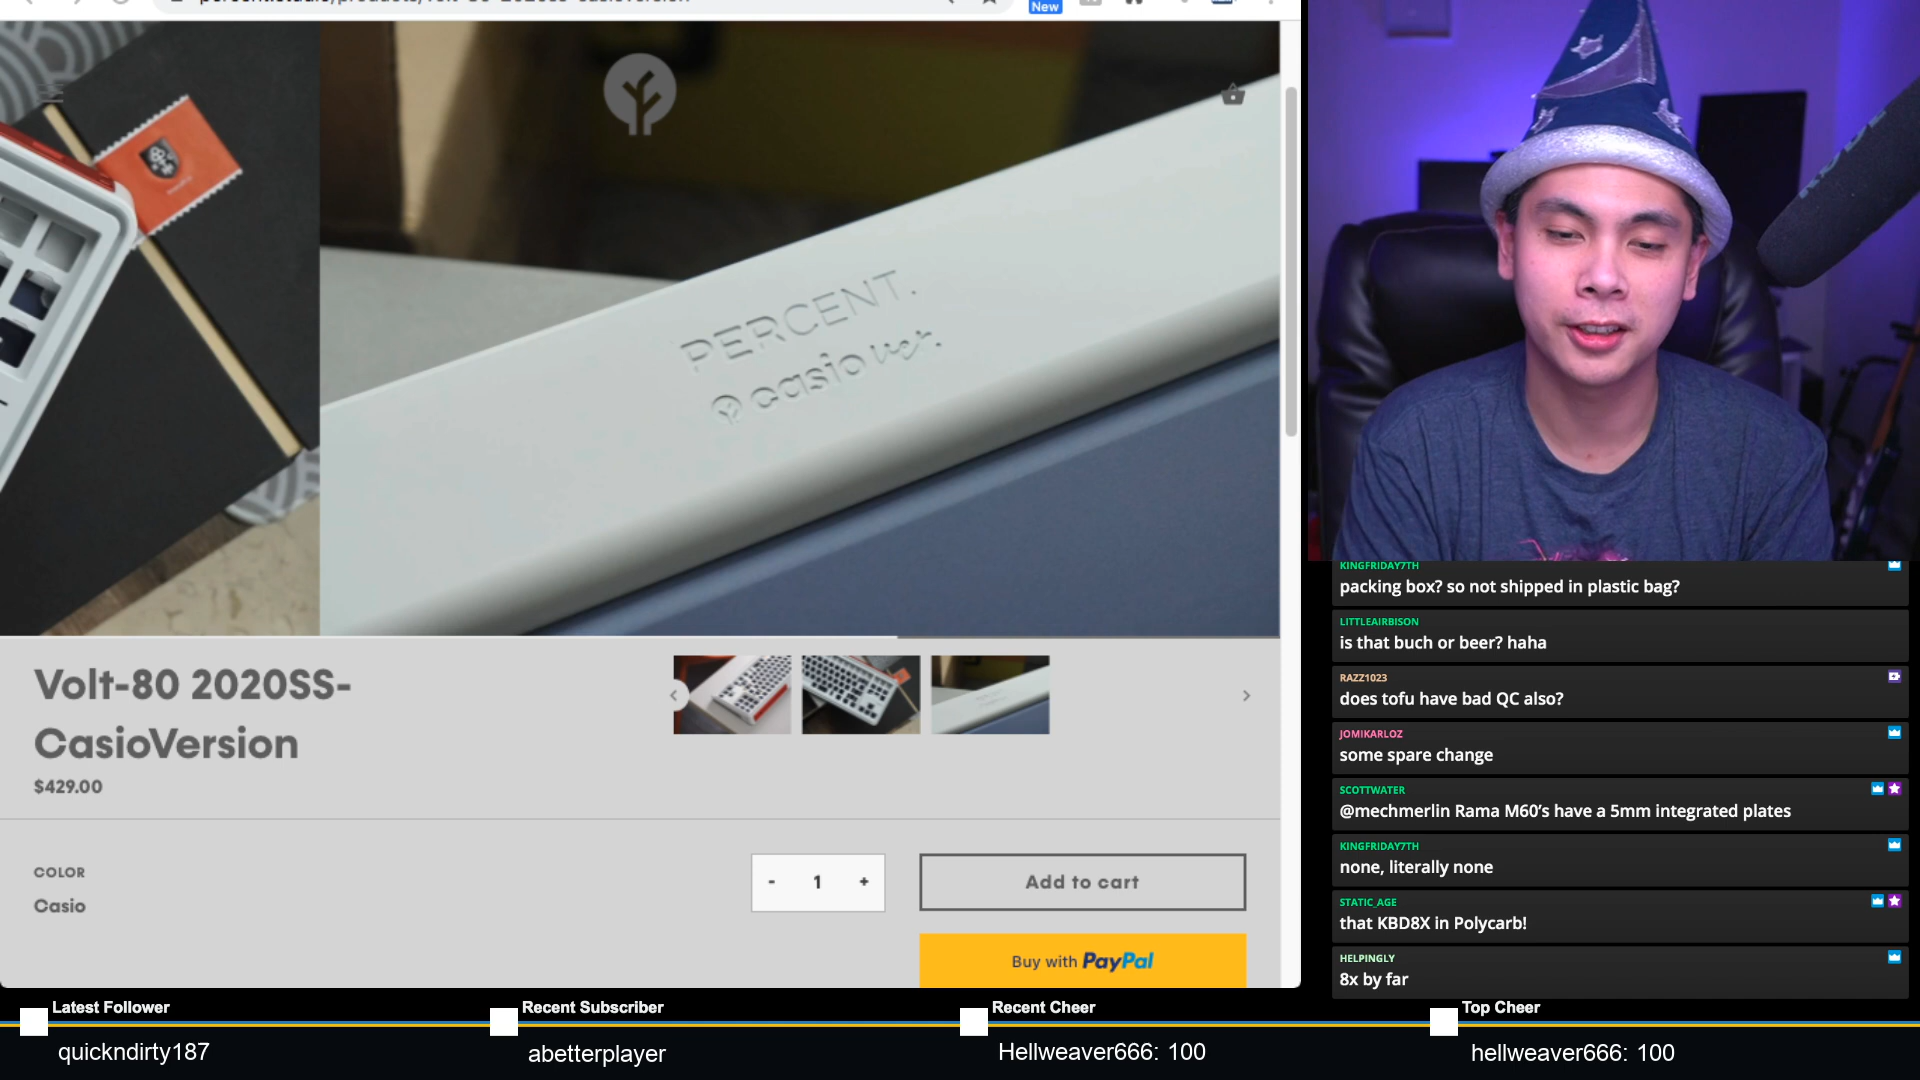 New
PERCENT.
casio ver.
Volt-80 2020SS-
CasioVersion
$429.00
COLOR
Casio
- 1 +
Add to cart
Buy with PayPal
KINGFRIDAY7TH
packing box? so not shipped in plastic bag?
LITTLEAIRBISON
is that buch or beer? haha
RAZZ1023
does tofu have bad QC also?
JOMIKARLOZ
some spare change
SCOTTWATER
@mechmerlin Rama M60’s have a 5mm integrated plates
KINGFRIDAY7TH
none, literally none
STATIC_AGE
that KBD8X in Polycarb!
HELPINGLY
8x by far
Latest Follower
quickndirty187
Recent Subscriber
abetterplayer
Recent Cheer
Hellweaver666: 100
Top Cheer
hellweaver666: 100